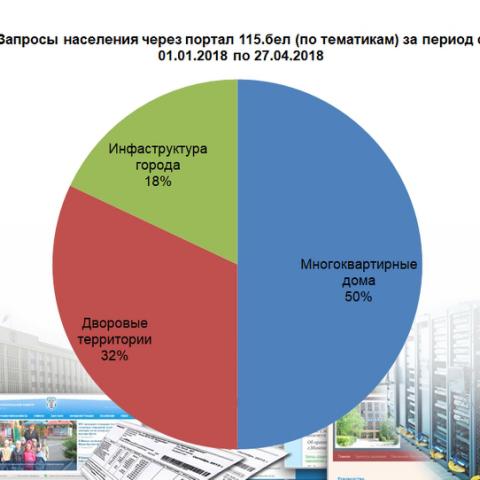 Запросы населения через портал 115.бел (по тематикам) за период с
01.01.2018 по 27.04.2018
Инфаструктура
города
18%
Многоквартирные
дома
50%
Дворовые
территории
32%